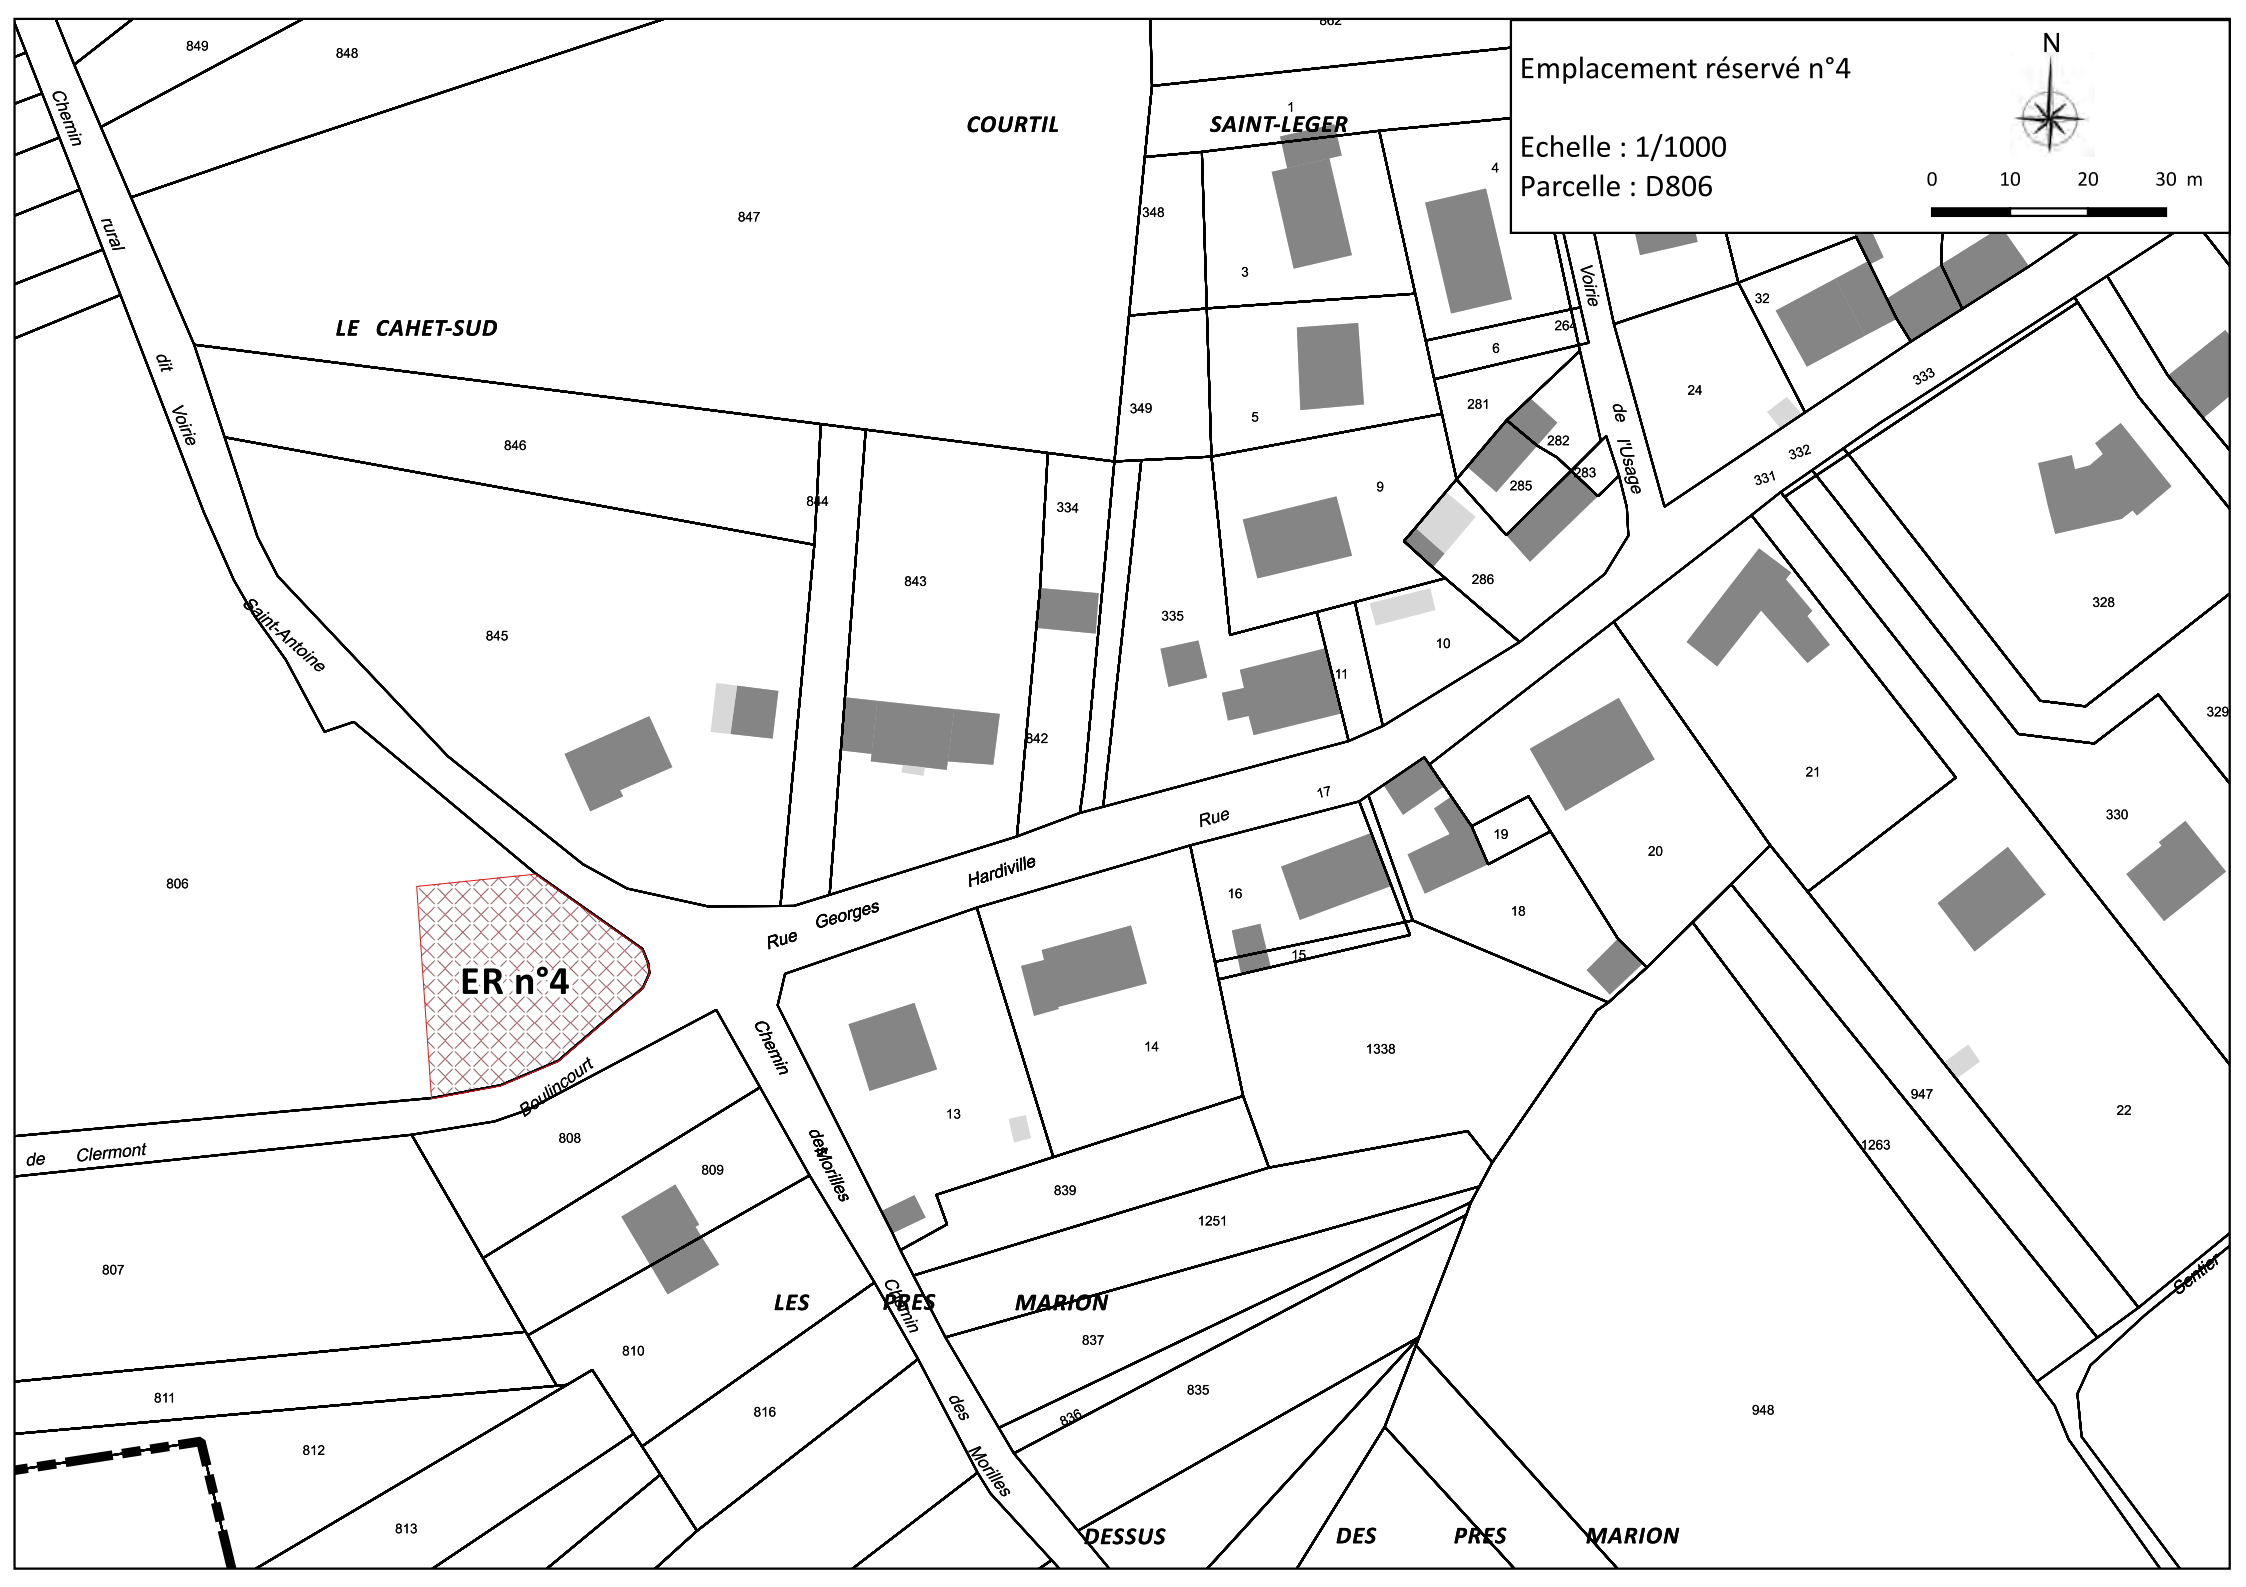 862
849
848
N
Emplacement réservé n°4
Echelle : 1/1000
Parcelle : D806
0 10 20 30 m
Chemin rural dit Voirie Saint-Antoine
COURTIL SAINT-LEGER
1
4
847
348
3
LE CAHET-SUD
Voirie de l'Usage
32
264
6
333
24
349
5
281
282
283
285
846
844
334
9
332
331
843
335
286
328
845
10
11
842
329
21
17
Rue
330
19
20
806
Hardiville
16
18
Georges
Rue
15
ER n°4
Chemin
14
1338
Boulincourt
13
947
22
808
1263
de Clermont
809
des
Morilles
839
1251
807
Sentier
LES PRES MARION
Chemin
837
810
811
835
836
816
des
948
812
Morilles
813
DESSUS DES PRES MARION